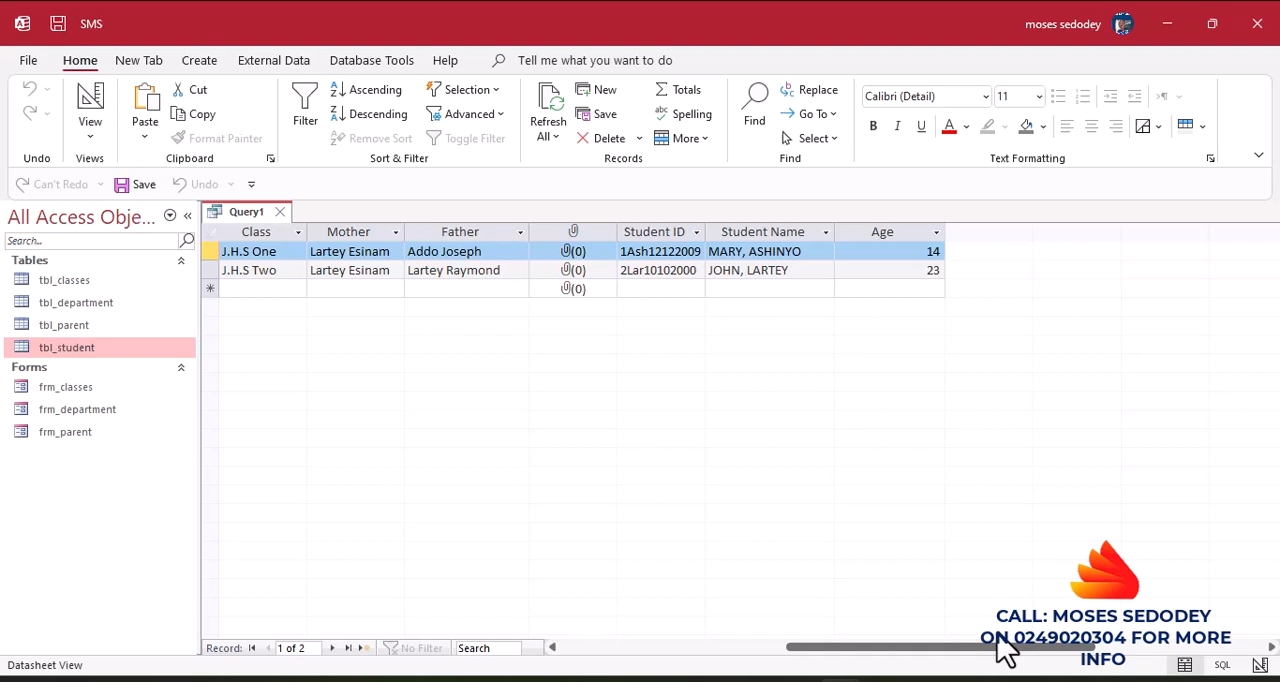 SMS
moses sedodey
File Home New Tab Create External Data Database Tools Help Tell me what you want to do
Cut
Copy
Format Painter
View
Paste
Filter
Ascending
Descending
Remove Sort
Selection
Advanced
Toggle Filter
Refresh
All
New
Save
Delete
Totals
Spelling
More
Find
Replace
Go To
Select
Calibri (Detail) 11
B I U A
Undo Views Clipboard Sort & Filter Records Find Text Formatting
Can't Redo Save Undo
All Access Obje...
Search...
Tables
tbl_classes
tbl_department
tbl_parent
tbl_student
Forms
frm_classes
frm_department
frm_parent
Query1
Class Mother Father Student ID Student Name Age
J.H.S One Lartey Esinam Addo Joseph (0) 1Ash12122009 MARY, ASHINYO 14
J.H.S Two Lartey Esinam Lartey Raymond (0) 2Lar10102000 JOHN, LARTEY 23
* (0)
CALL: MOSES SEDODEY
ON 0249020304 FOR MORE
INFO
Record: 1 of 2 No Filter Search
Datasheet View SQL